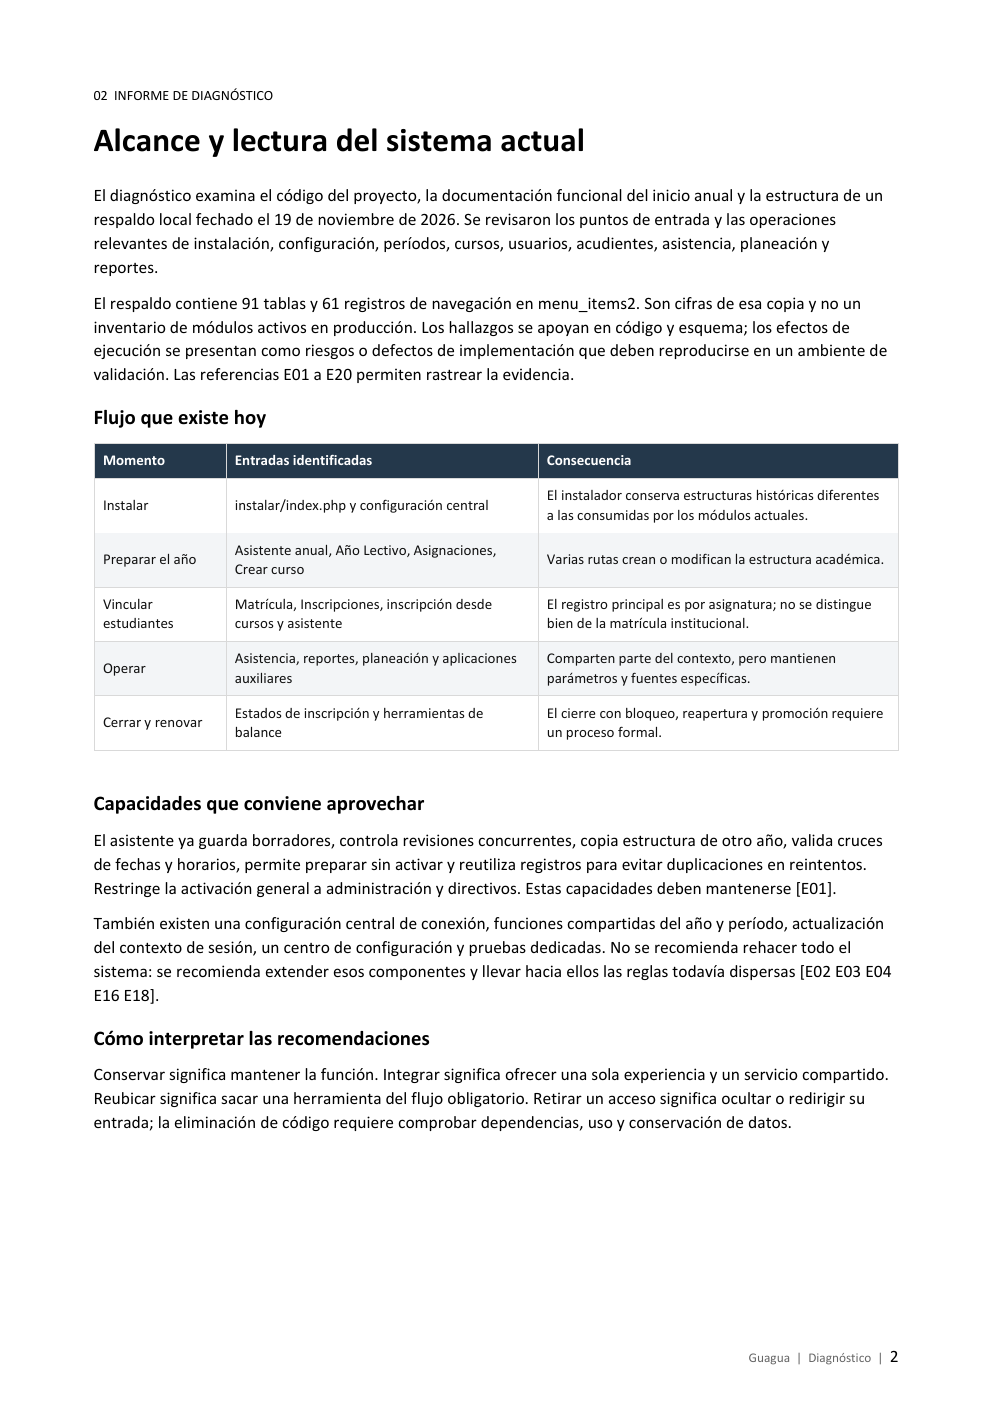 02 INFORME DE DIAGNÓSTICO
Alcance y lectura del sistema actual
El diagnóstico examina el código del proyecto, la documentación funcional del inicio anual y la estructura de un
respaldo local fechado el 19 de noviembre de 2026. Se revisaron los puntos de entrada y las operaciones
relevantes de instalación, configuración, períodos, cursos, usuarios, acudientes, asistencia, planeación y
reportes.
El respaldo contiene 91 tablas y 61 registros de navegación en menu_items2. Son cifras de esa copia y no un
inventario de módulos activos en producción. Los hallazgos se apoyan en código y esquema; los efectos de
ejecución se presentan como riesgos o defectos de implementación que deben reproducirse en un ambiente de
validación. Las referencias E01 a E20 permiten rastrear la evidencia.
Flujo que existe hoy
Momento
Entradas identificadas
Consecuencia
Instalar
instalar/index.php y configuración central
El instalador conserva estructuras históricas diferentes
a las consumidas por los módulos actuales.
Preparar el año
Asistente anual, Año Lectivo, Asignaciones,
Crear curso
Varias rutas crean o modifican la estructura académica.
Vincular
estudiantes
Matrícula, Inscripciones, inscripción desde
cursos y asistente
El registro principal es por asignatura; no se distingue
bien de la matrícula institucional.
Operar
Asistencia, reportes, planeación y aplicaciones
auxiliares
Comparten parte del contexto, pero mantienen
parámetros y fuentes específicas.
Cerrar y renovar
Estados de inscripción y herramientas de
balance
El cierre con bloqueo, reapertura y promoción requiere
un proceso formal.
Capacidades que conviene aprovechar
El asistente ya guarda borradores, controla revisiones concurrentes, copia estructura de otro año, valida cruces
de fechas y horarios, permite preparar sin activar y reutiliza registros para evitar duplicaciones en reintentos.
Restringe la activación general a administración y directivos. Estas capacidades deben mantenerse [E01].
También existen una configuración central de conexión, funciones compartidas del año y período, actualización
del contexto de sesión, un centro de configuración y pruebas dedicadas. No se recomienda rehacer todo el
sistema: se recomienda extender esos componentes y llevar hacia ellos las reglas todavía dispersas [E02 E03 E04
E16 E18].
Cómo interpretar las recomendaciones
Conservar significa mantener la función. Integrar significa ofrecer una sola experiencia y un servicio compartido.
Reubicar significa sacar una herramienta del flujo obligatorio. Retirar un acceso significa ocultar o redirigir su
entrada; la eliminación de código requiere comprobar dependencias, uso y conservación de datos.
Guagua | Diagnóstico | 2